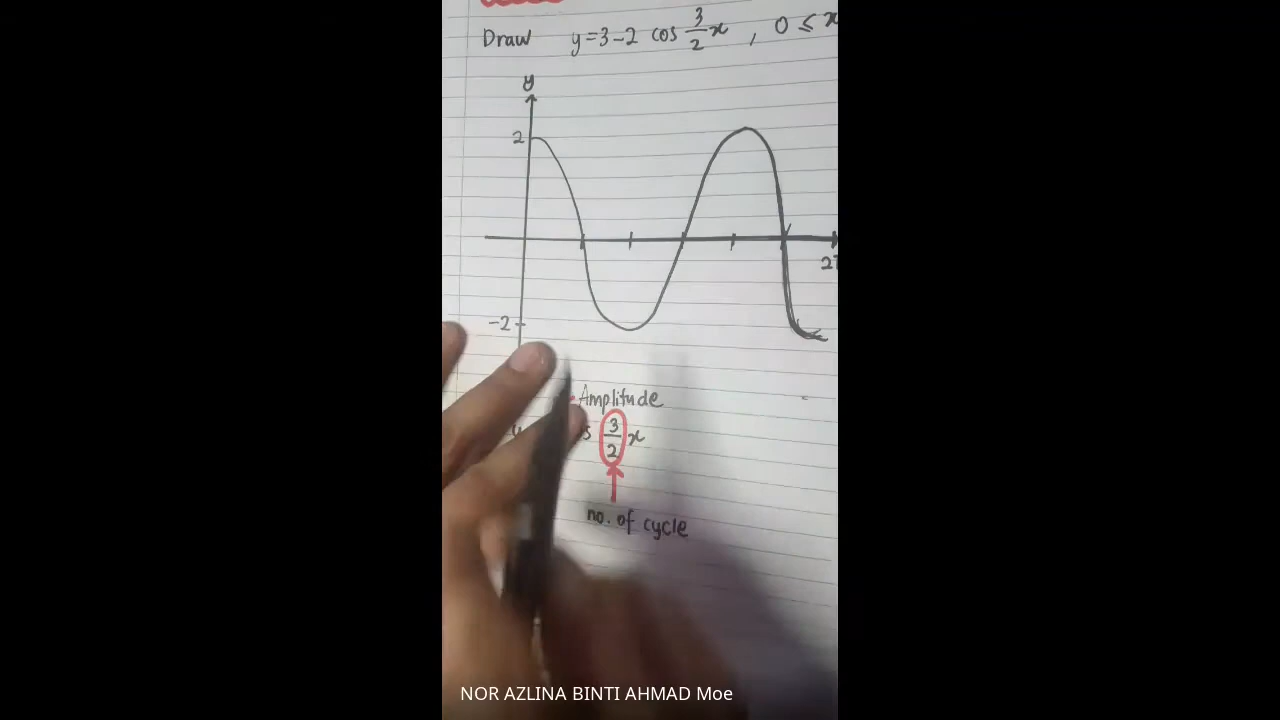 Draw y = 3 - 2 cos 3/2 x , 0 ≤ x
y
2
2π
-2
Amplitude
3/2 x
no. of cycle
NOR AZLINA BINTI AHMAD Moe